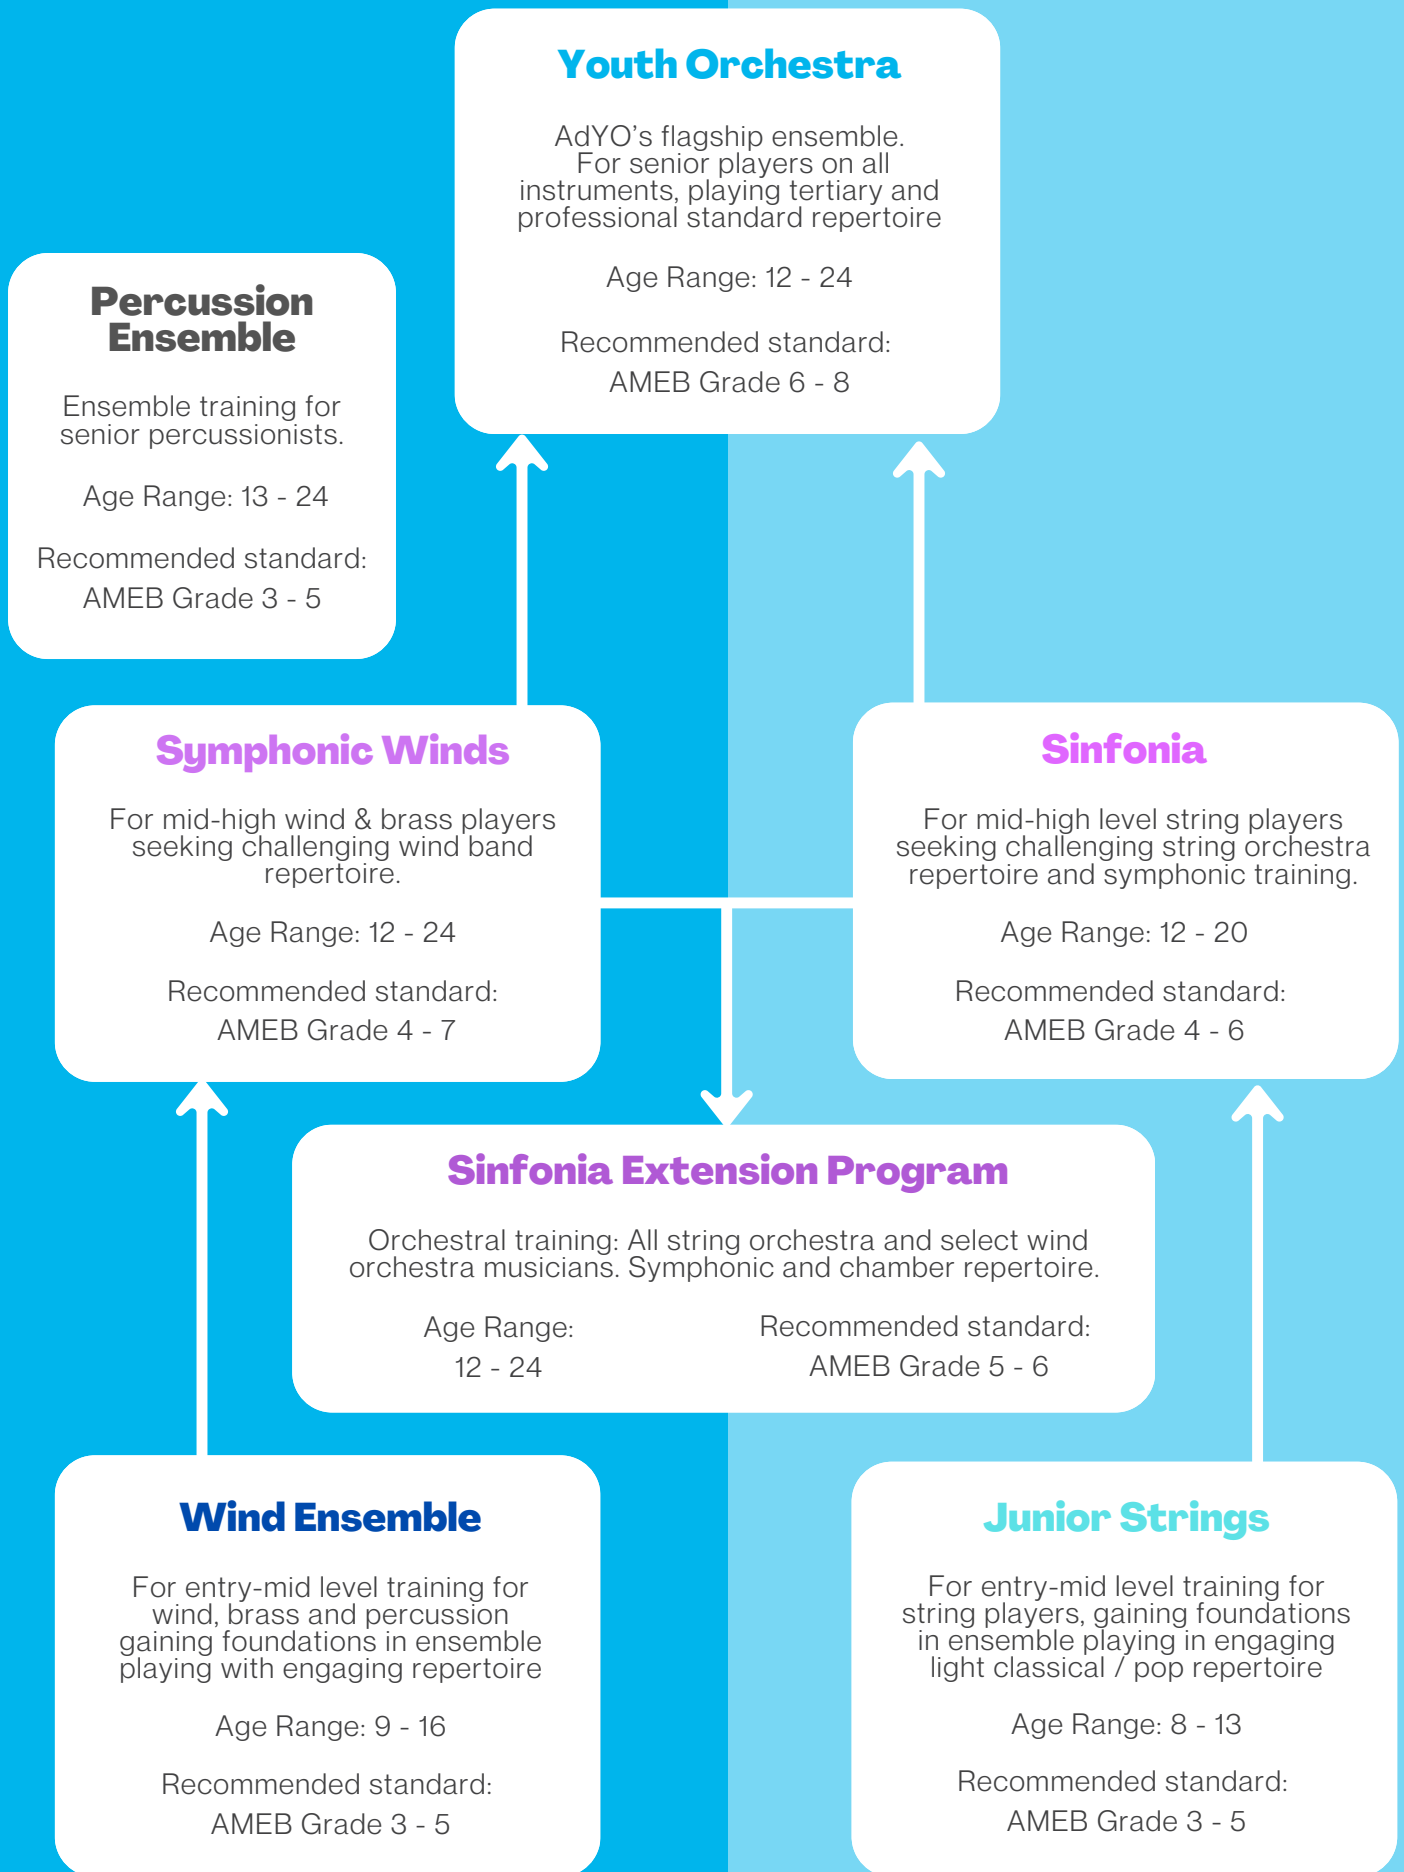 Youth Orchestra
AdYO’s flagship ensemble.
For senior players on all
instruments, playing tertiary and
professional standard repertoire
Age Range: 12 - 24
Recommended standard:
AMEB Grade 6 - 8
Percussion
Ensemble
Ensemble training for
senior percussionists.
Age Range: 13 - 24
Recommended standard:
AMEB Grade 3 - 5
Symphonic Winds
For mid-high wind & brass players
seeking challenging wind band
repertoire.
Age Range: 12 - 24
Recommended standard:
AMEB Grade 4 - 7
Sinfonia
For mid-high level string players
seeking challenging string orchestra
repertoire and symphonic training.
Age Range: 12 - 20
Recommended standard:
AMEB Grade 4 - 6
Sinfonia Extension Program
Orchestral training: All string orchestra and select wind
orchestra musicians. Symphonic and chamber repertoire.
Age Range:
12 - 24
Recommended standard:
AMEB Grade 5 - 6
Wind Ensemble
For entry-mid level training for
wind, brass and percussion
gaining foundations in ensemble
playing with engaging repertoire
Age Range: 9 - 16
Recommended standard:
AMEB Grade 3 - 5
Junior Strings
For entry-mid level training for
string players, gaining foundations
in ensemble playing in engaging
light classical / pop repertoire
Age Range: 8 - 13
Recommended standard:
AMEB Grade 3 - 5